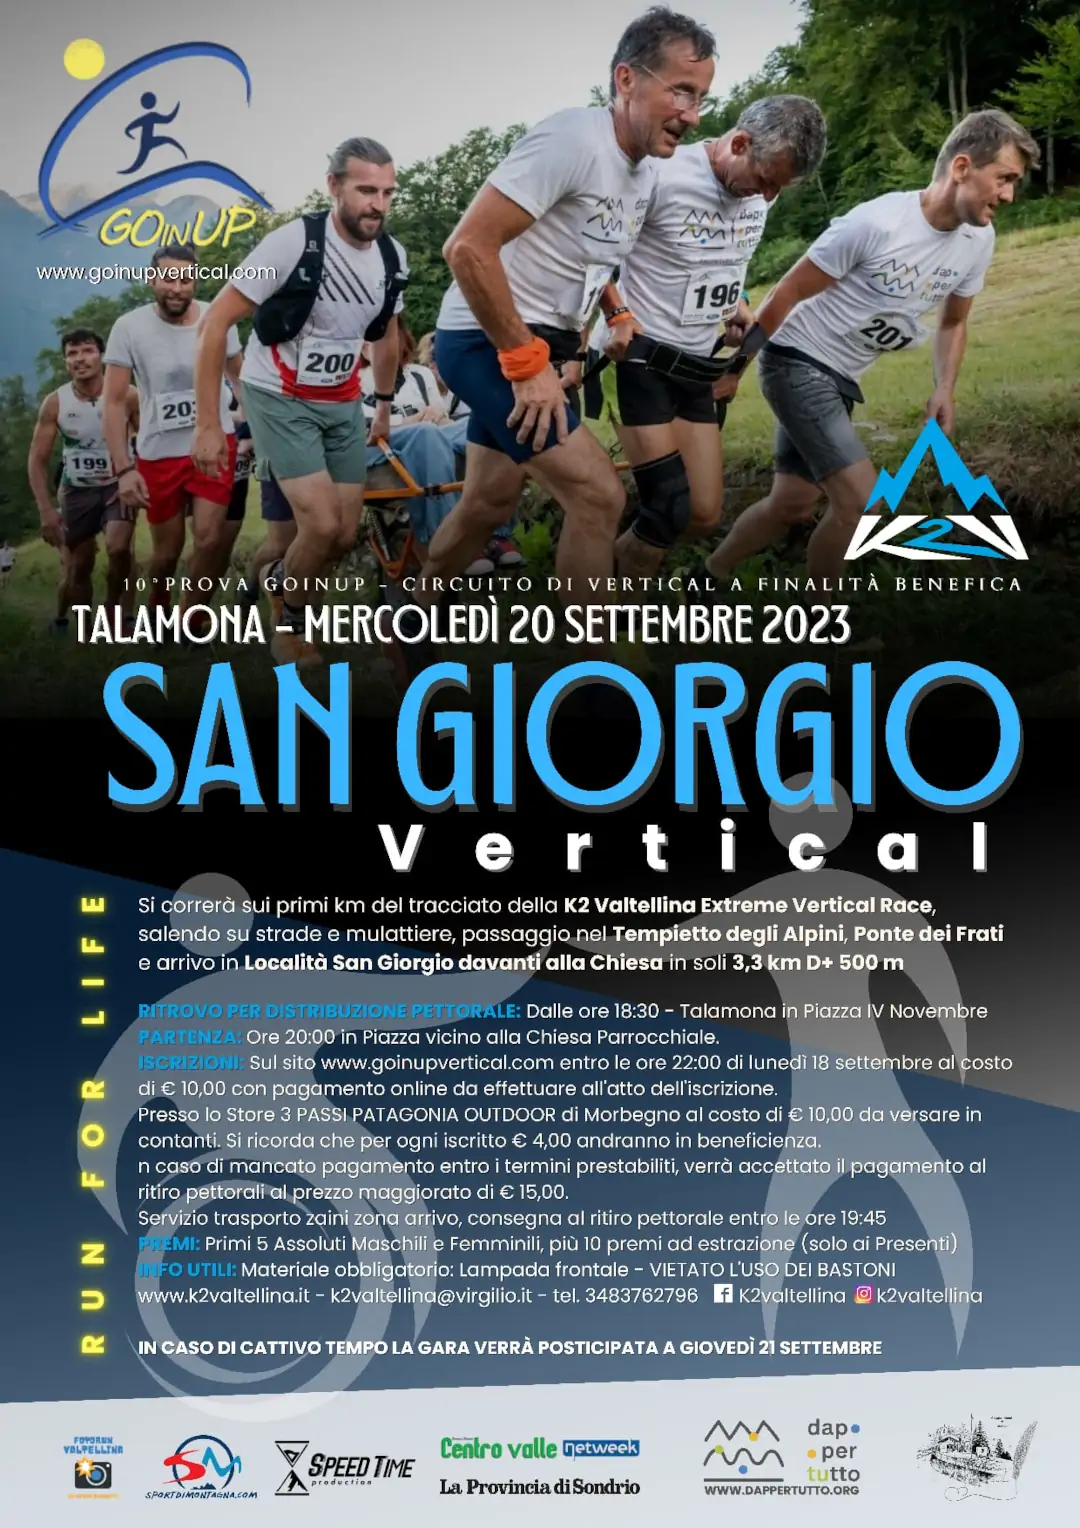 GOINUP
www.goinupvertical.com
dap
per
tutto
dap
per
tutto
196
201
200
199
10ª PROVA GOINUP - CIRCUITO DI VERTICAL A FINALITÀ BENEFICA
K2
TALAMONA - MERCOLEDÌ 20 SETTEMBRE 2023
SAN GIORGIO
Vertical
RUN FOR LIFE
Si correrà sui primi km del tracciato della K2 Valtellina Extreme Vertical Race,
salendo su strade e mulattiere, passaggio nel Tempietto degli Alpini, Ponte dei Frati
e arrivo in Località San Giorgio davanti alla Chiesa in soli 3,3 km D+ 500 m
RITROVO PER DISTRIBUZIONE PETTORALE: Dalle ore 18:30 - Talamona in Piazza IV Novembre
PARTENZA: Ore 20:00 in Piazza vicino alla Chiesa Parrocchiale.
ISCRIZIONI: Sul sito www.goinupvertical.com entro le ore 22:00 di lunedì 18 settembre al costo
di € 10,00 con pagamento online da effettuare all'atto dell'iscrizione.
Presso lo Store 3 PASSI PATAGONIA OUTDOOR di Morbegno al costo di € 10,00 da versare in
contanti. Si ricorda che per ogni iscritto € 4,00 andranno in beneficienza.
n caso di mancato pagamento entro i termini prestabiliti, verrà accettato il pagamento al
ritiro pettorali al prezzo maggiorato di € 15,00.
Servizio trasporto zaini zona arrivo, consegna al ritiro pettorale entro le ore 19:45
PREMI: Primi 5 Assoluti Maschili e Femminili, più 10 premi ad estrazione (solo ai Presenti)
INFO UTILI: Materiale obbligatorio: Lampada frontale - VIETATO L'USO DEI BASTONI
www.k2valtellina.it - k2valtellina@virgilio.it - tel. 3483762796 K2valtellina k2valtellina
IN CASO DI CATTIVO TEMPO LA GARA VERRÀ POSTICIPATA A GIOVEDÌ 21 SETTEMBRE
FOTORUN
VALTELLINA
SM
SPORTDIMONTAGNA.COM
SPEED TIME
production
Centro valle netweek
La Provincia di Sondrio
dap
per
tutto
WWW.DAPPERTUTTO.ORG